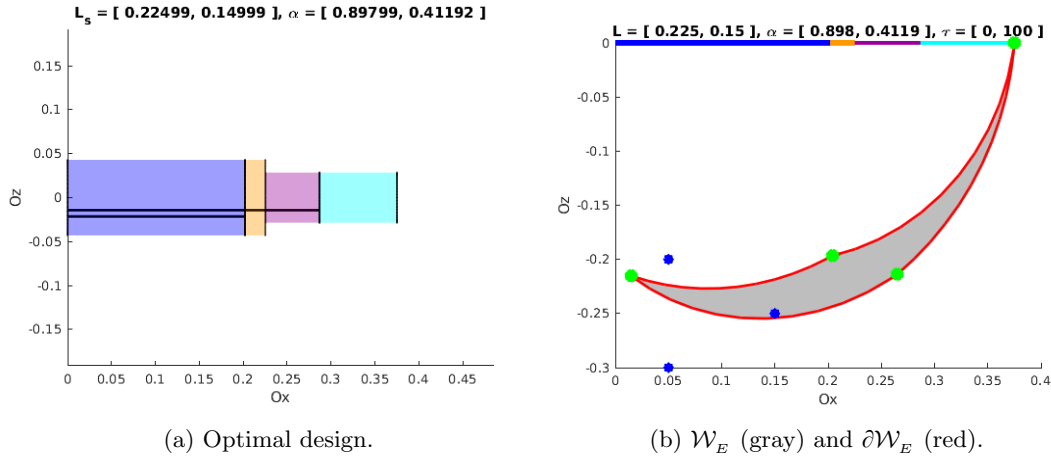 L_s = [ 0.22499, 0.14999 ], α = [ 0.89799, 0.41192 ]
0.15
0.1
0.05
0
-0.05
-0.1
-0.15
Oz
0 0.05 0.1 0.15 0.2 0.25 0.3 0.35 0.4 0.45
Ox
(a) Optimal design.
L = [ 0.225, 0.15 ], α = [ 0.898, 0.4119 ], τ = [ 0, 100 ]
0
-0.05
-0.1
-0.15
-0.2
-0.25
-0.3
Oz
0 0.05 0.1 0.15 0.2 0.25 0.3 0.35 0.4
Ox
(b) 𝒲_E (gray) and ∂𝒲_E (red).